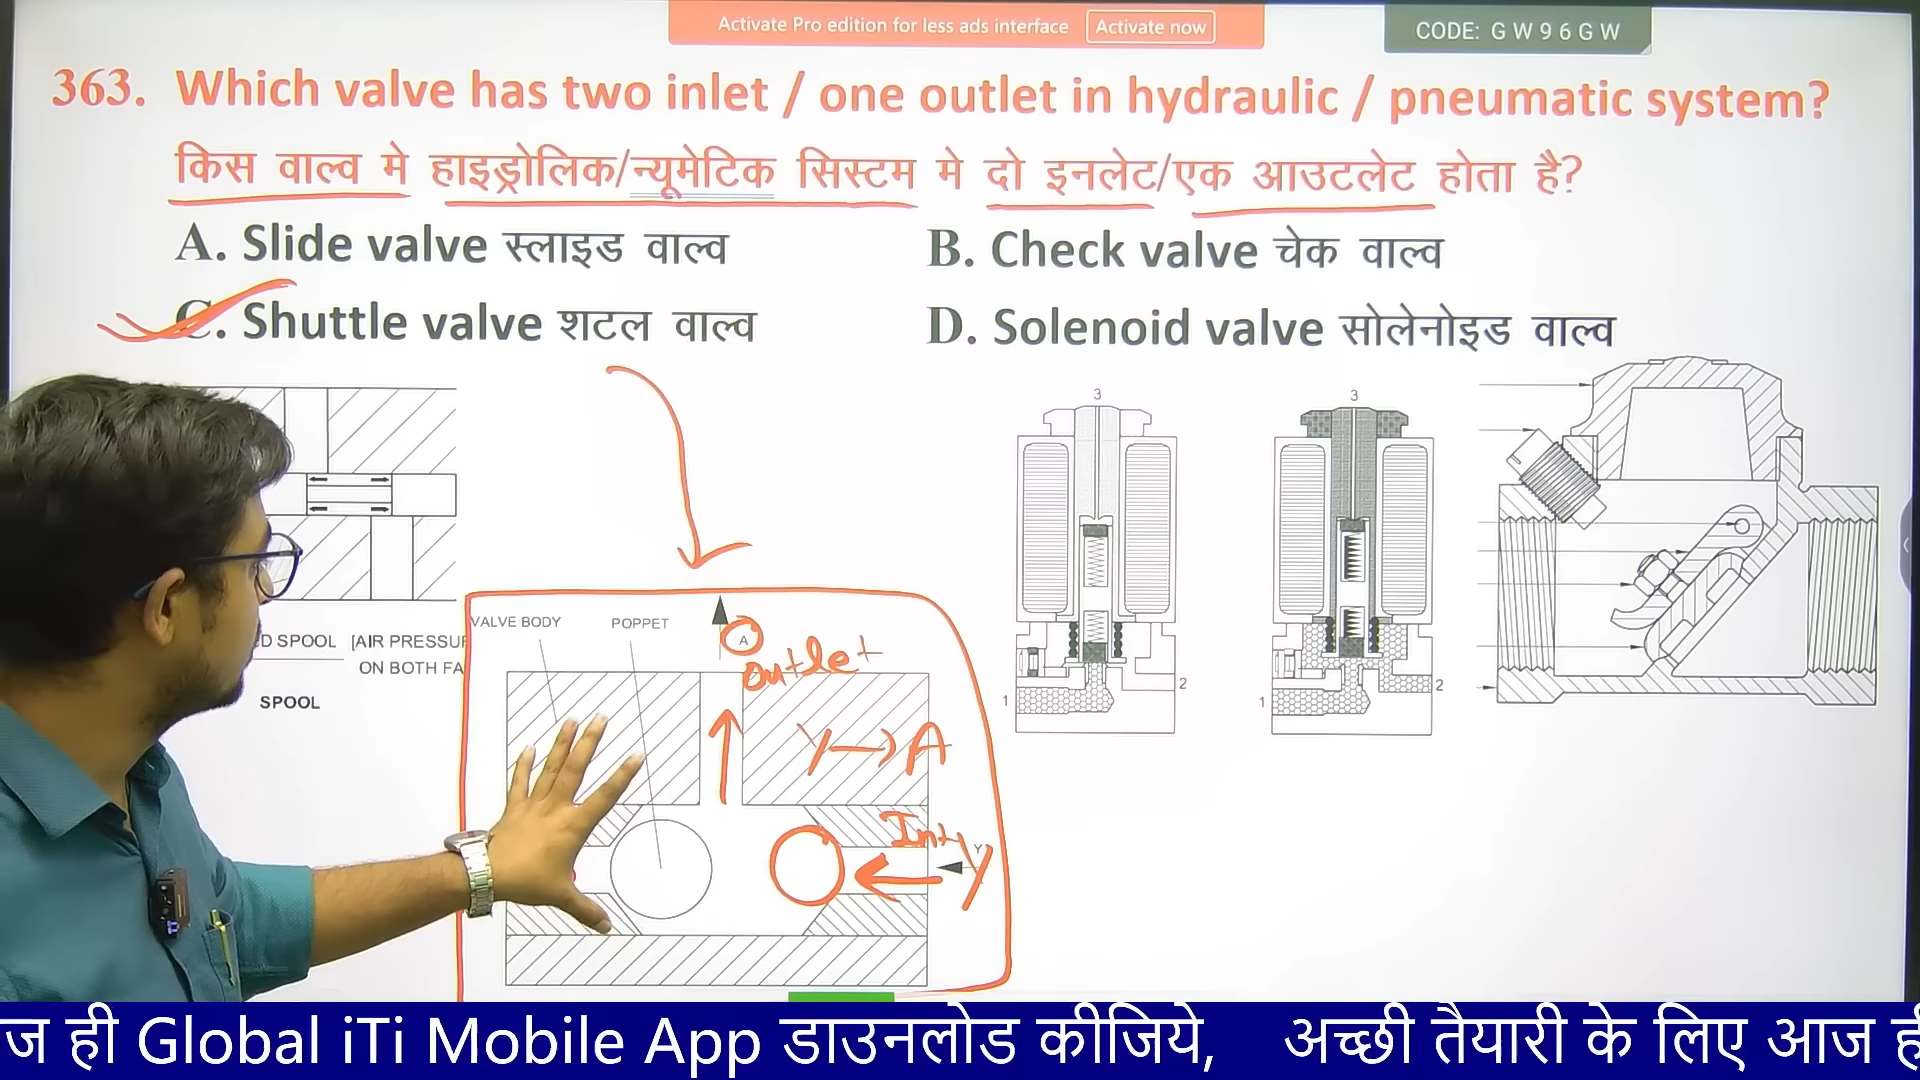 Activate Pro edition for less ads interface Activate now
CODE: G W 9 6 G W
363. Which valve has two inlet / one outlet in hydraulic / pneumatic system?
किस वाल्व मे हाइड्रोलिक/न्यूमेटिक सिस्टम मे दो इनलेट/एक आउटलेट होता है?
A. Slide valve स्लाइड वाल्व
B. Check valve चेक वाल्व
C. Shuttle valve शटल वाल्व
D. Solenoid valve सोलेनोइड वाल्व
3
3
VALVE BODY
POPPET
A
outlet
D SPOOL [AIR PRESSUR
ON BOTH FA
SPOOL
1
2
1
2
Y→A
Y
Y
ज ही Global iTi Mobile App डाउनलोड कीजिये, अच्छी तैयारी के लिए आज ही